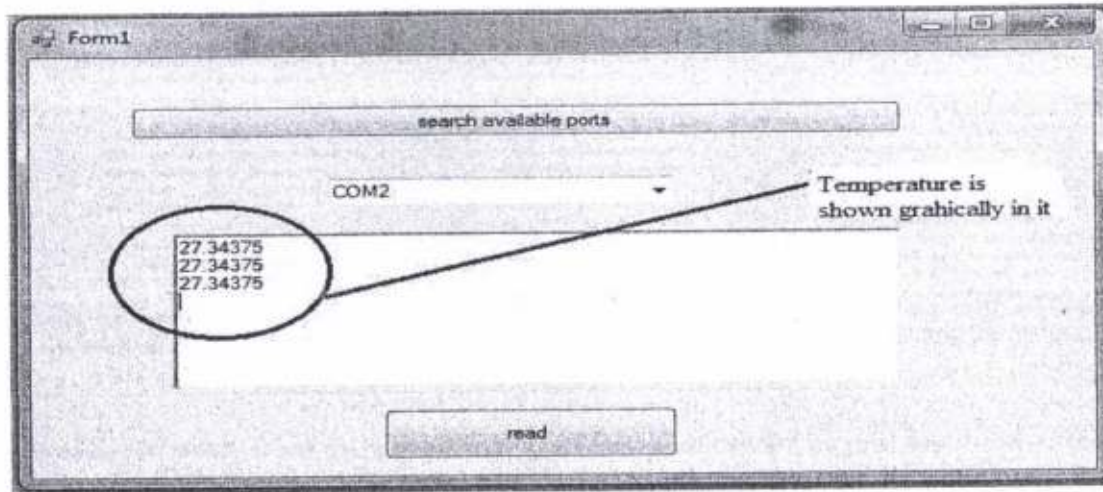 Form1
search available ports
COM2
Temperature is
shown grahically in it
27.34375
27.34375
27.34375
read